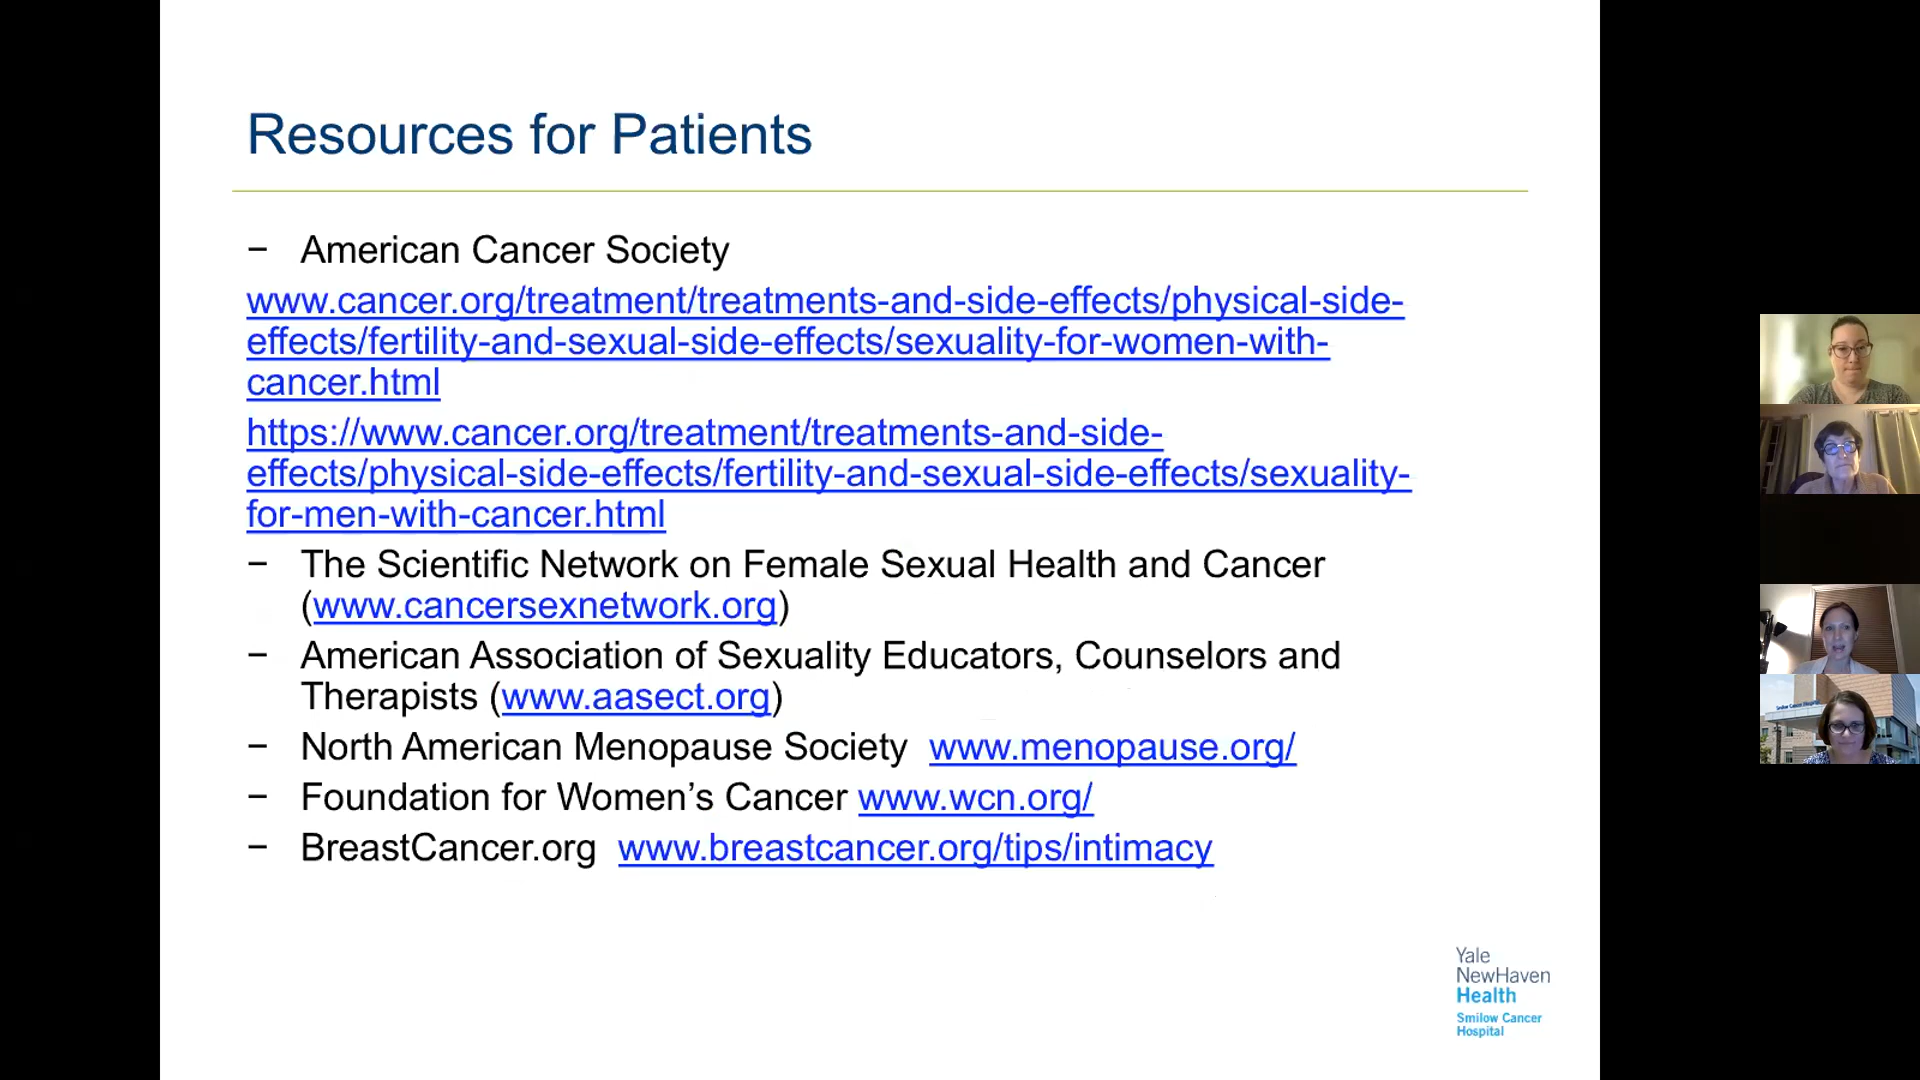 Resources for Patients
− American Cancer Society
www.cancer.org/treatment/treatments-and-side-effects/physical-side-
effects/fertility-and-sexual-side-effects/sexuality-for-women-with-
cancer.html
https://www.cancer.org/treatment/treatments-and-side-
effects/physical-side-effects/fertility-and-sexual-side-effects/sexuality-
for-men-with-cancer.html
− The Scientific Network on Female Sexual Health and Cancer
(www.cancersexnetwork.org)
− American Association of Sexuality Educators, Counselors and
Therapists (www.aasect.org)
− North American Menopause Society www.menopause.org/
− Foundation for Women’s Cancer www.wcn.org/
− BreastCancer.org www.breastcancer.org/tips/intimacy
Yale
NewHaven
Health
Smilow Cancer
Hospital